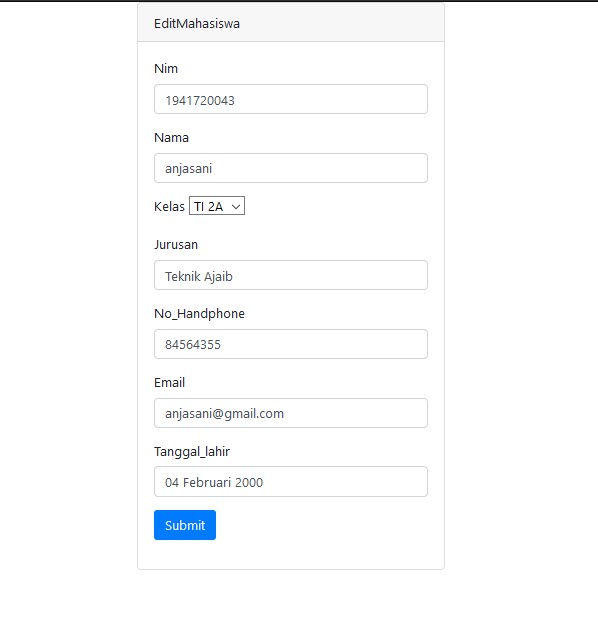 EditMahasiswa
Nim
1941720043
Nama
anjasani
Kelas TI 2A
Jurusan
Teknik Ajaib
No_Handphone
84564355
Email
anjasani@gmail.com
Tanggal_lahir
04 Februari 2000
Submit